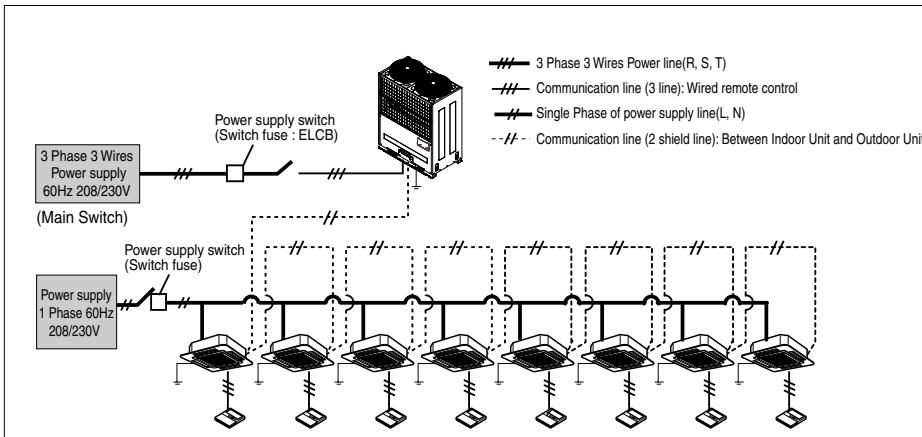 3 Phase 3 Wires Power line(R, S, T)
Communication line (3 line): Wired remote control
Single Phase of power supply line(L, N)
Communication line (2 shield line): Between Indoor Unit and Outdoor Unit
Power supply switch
(Switch fuse : ELCB)
3 Phase 3 Wires
Power supply
60Hz 208/230V
(Main Switch)
Power supply switch
(Switch fuse)
Power supply
1 Phase 60Hz
208/230V